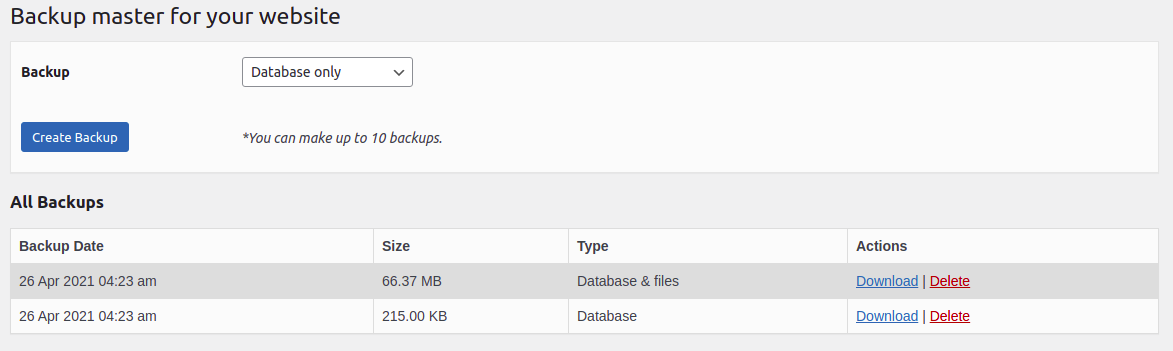 Backup master for your website
Backup Database only
Create Backup *You can make up to 10 backups.
All Backups
Backup Date Size Type Actions
26 Apr 2021 04:23 am 66.37 MB Database & files Download | Delete
26 Apr 2021 04:23 am 215.00 KB Database Download | Delete